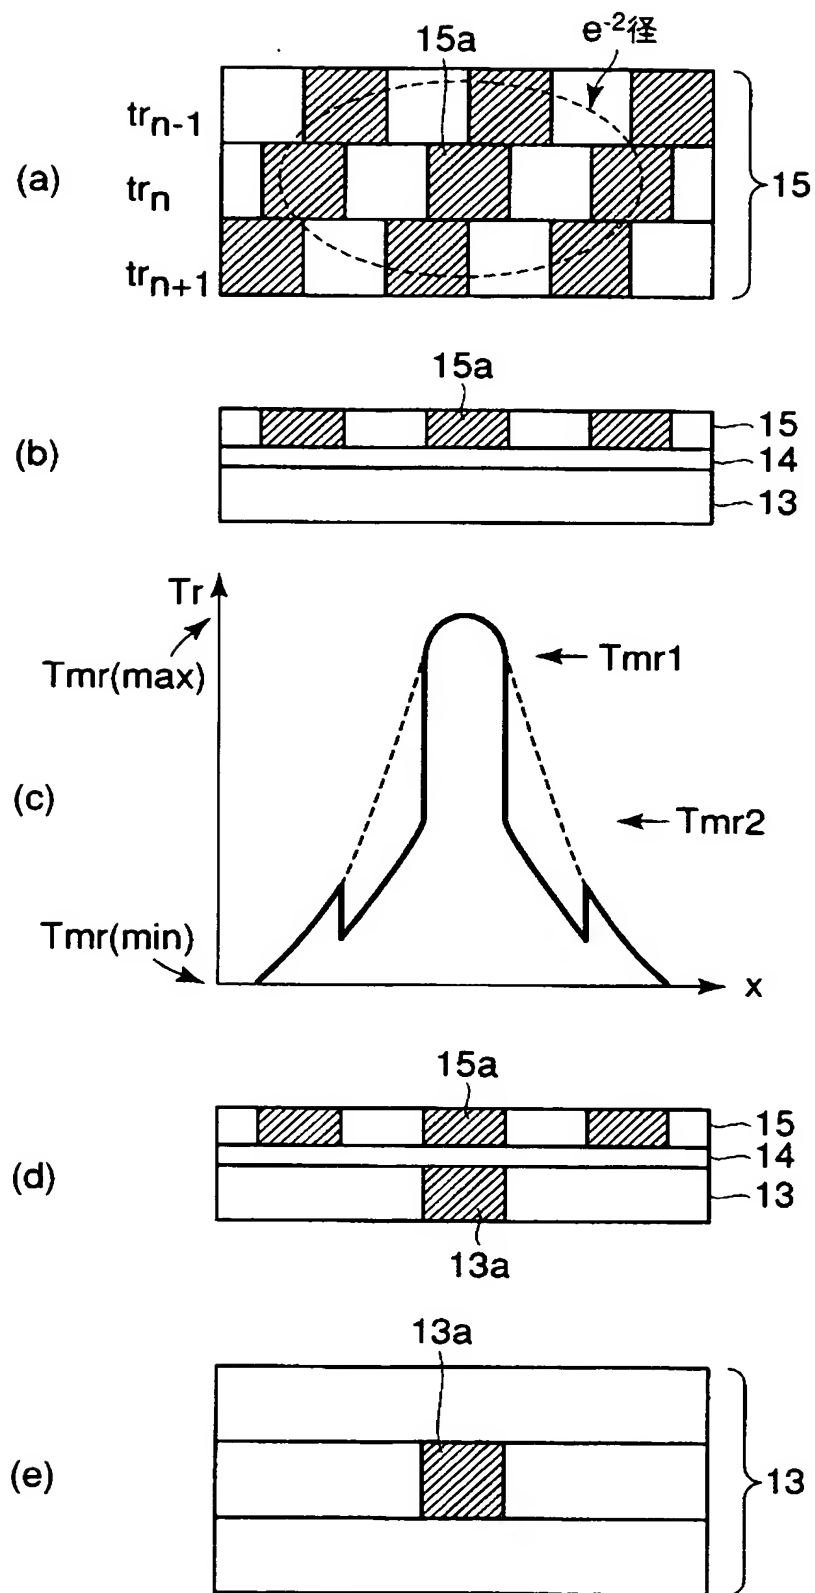 15a
e⁻²径
trₙ₋₁
(a)
trₙ
15
trₙ₊₁
15a
15
(b)
14
13
Tr
Tmr(max)
Tmr1
(c)
Tmr2
Tmr(min)
x
15a
15
14
(d)
13
13a
13a
(e)
13